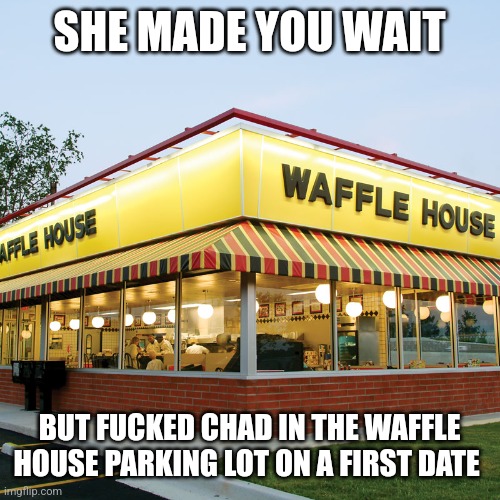 SHE MADE YOU WAIT
WAFFLE HOUSE
AFFLE HOUSE
BUT FUCKED CHAD IN THE WAFFLE
HOUSE PARKING LOT ON A FIRST DATE
imgflip.com